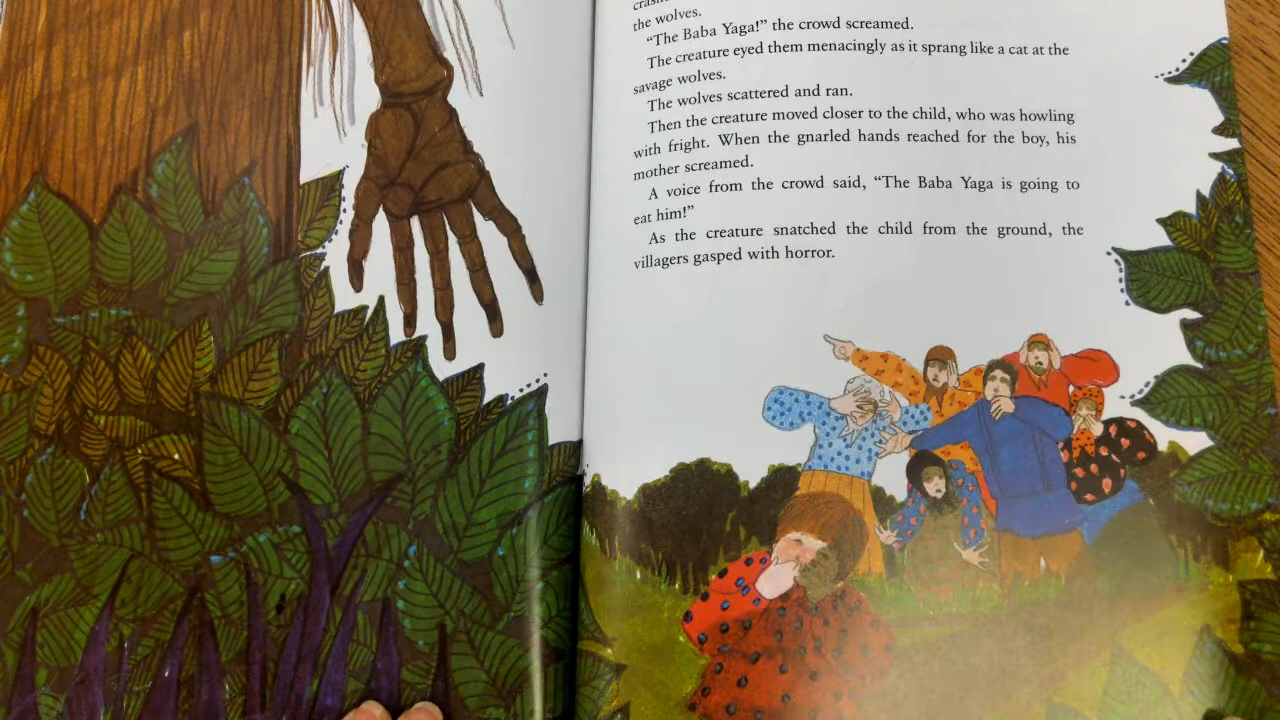 the wolves.
“The Baba Yaga!” the crowd screamed.
The creature eyed them menacingly as it sprang like a cat at the
savage wolves.
The wolves scattered and ran.
Then the creature moved closer to the child, who was howling
with fright. When the gnarled hands reached for the boy, his
mother screamed.
A voice from the crowd said, “The Baba Yaga is going to
eat him!”
As the creature snatched the child from the ground, the
villagers gasped with horror.